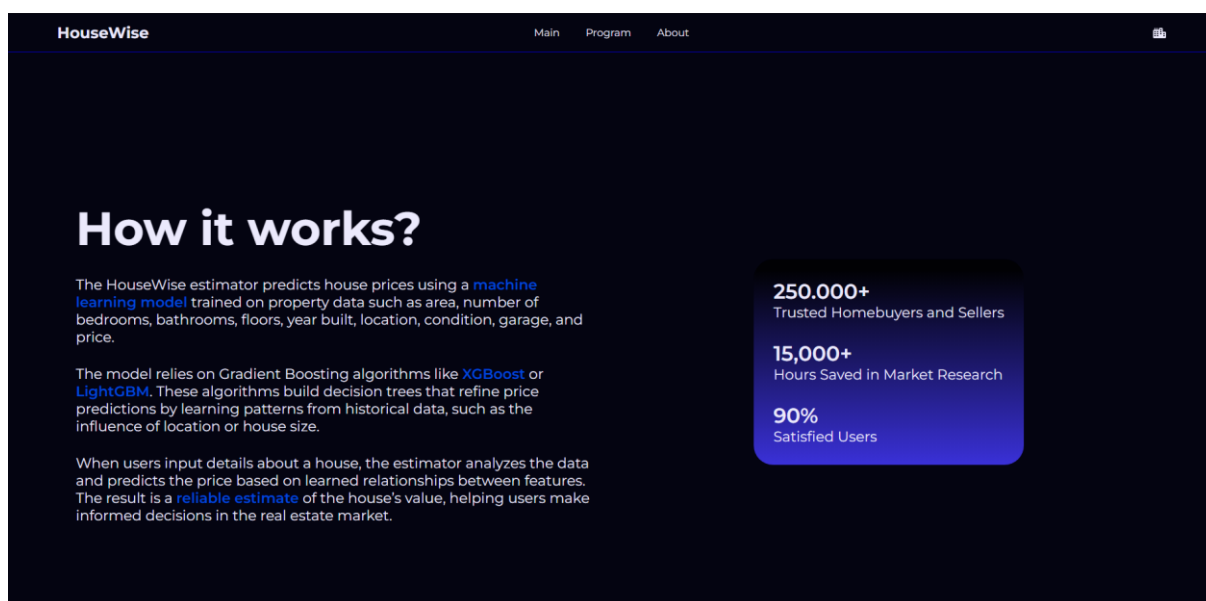 HouseWise
Main Program About
How it works?
The HouseWise estimator predicts house prices using a machine
learning model trained on property data such as area, number of
bedrooms, bathrooms, floors, year built, location, condition, garage, and
price.
The model relies on Gradient Boosting algorithms like XGBoost or
LightGBM. These algorithms build decision trees that refine price
predictions by learning patterns from historical data, such as the
influence of location or house size.
When users input details about a house, the estimator analyzes the data
and predicts the price based on learned relationships between features.
The result is a reliable estimate of the house’s value, helping users make
informed decisions in the real estate market.
250.000+
Trusted Homebuyers and Sellers
15,000+
Hours Saved in Market Research
90%
Satisfied Users